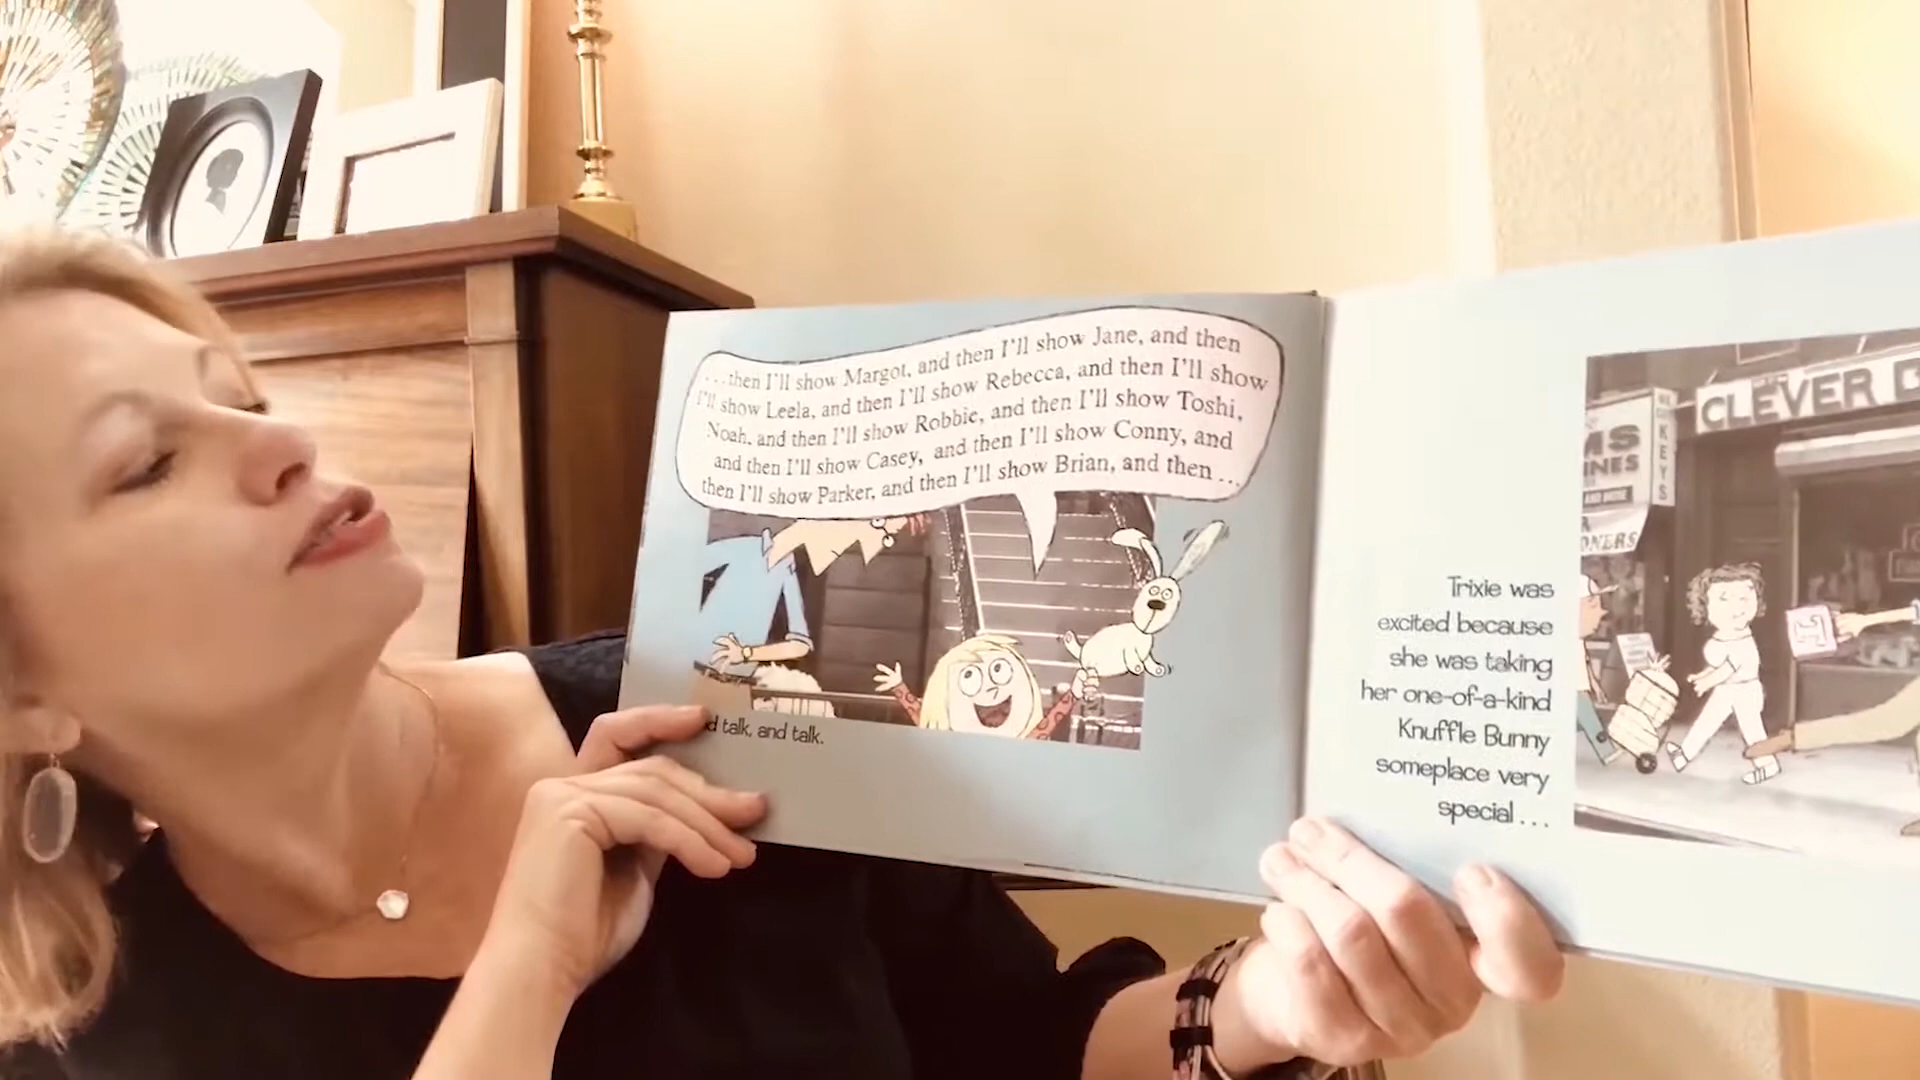 ...then I'll show Margot, and then I'll show Jane, and then
I'll show Leela, and then I'll show Rebecca, and then I'll show
Noah, and then I'll show Robbie, and then I'll show Toshi,
and then I'll show Casey, and then I'll show Conny, and
then I'll show Parker, and then I'll show Brian, and then...
talk, and talk.
Trixie was
excited because
she was taking
her one-of-a-kind
Knuffle Bunny
someplace very
special...
CLEVER
KEYS